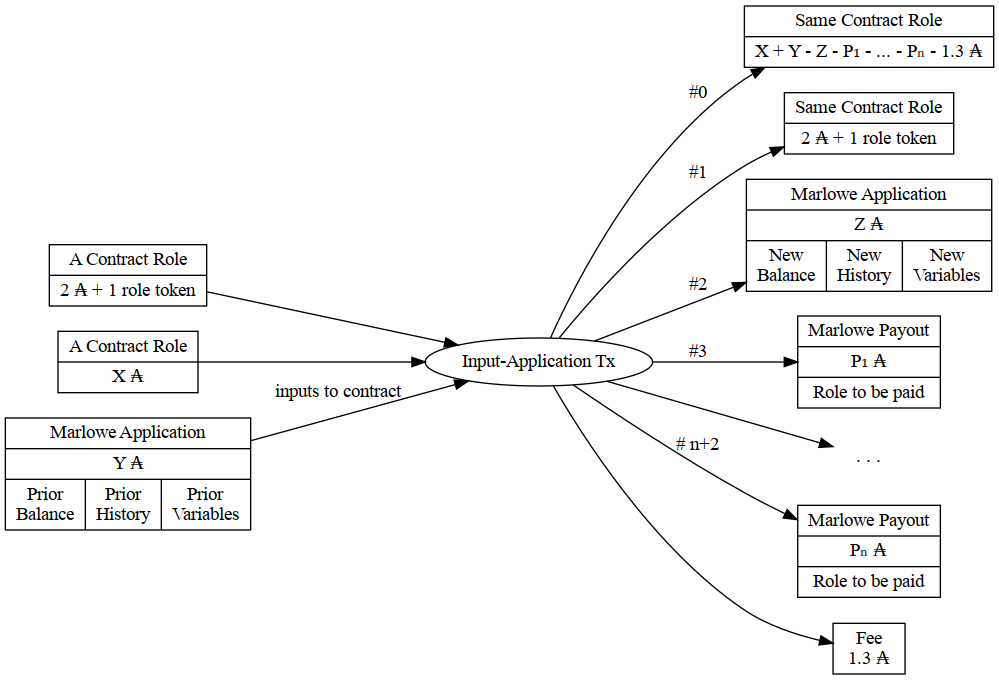 A Contract Role
2 ₳ + 1 role token
A Contract Role
X ₳
Marlowe Application
Y ₳
Prior
Balance
Prior
History
Prior
Variables
inputs to contract
Input-Application Tx
#0
Same Contract Role
X + Y - Z - P₁ - ... - Pₙ - 1.3 ₳
#1
Same Contract Role
2 ₳ + 1 role token
#2
Marlowe Application
Z ₳
New
Balance
New
History
New
Variables
#3
Marlowe Payout
P₁ ₳
Role to be paid
. . .
# n+2
Marlowe Payout
Pₙ ₳
Role to be paid
Fee
1.3 ₳